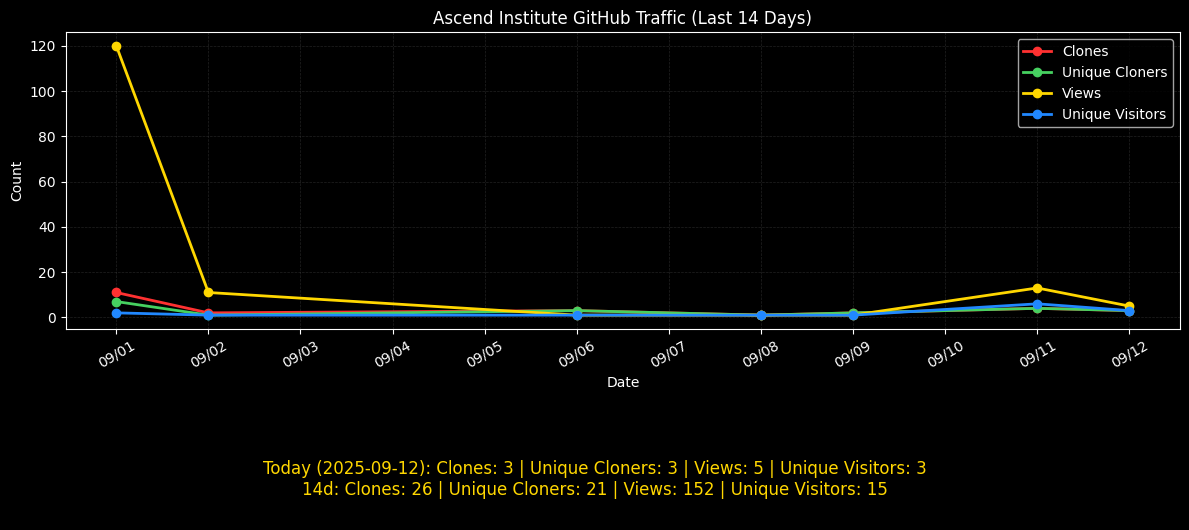 Ascend Institute GitHub Traffic (Last 14 Days)
Clones
Unique Cloners
Views
Unique Visitors
Count
120
100
80
60
40
20
0
09/01
09/02
09/03
09/04
09/05
09/06
09/07
09/08
09/09
09/10
09/11
09/12
Date
Today (2025-09-12): Clones: 3 | Unique Cloners: 3 | Views: 5 | Unique Visitors: 3
14d: Clones: 26 | Unique Cloners: 21 | Views: 152 | Unique Visitors: 15